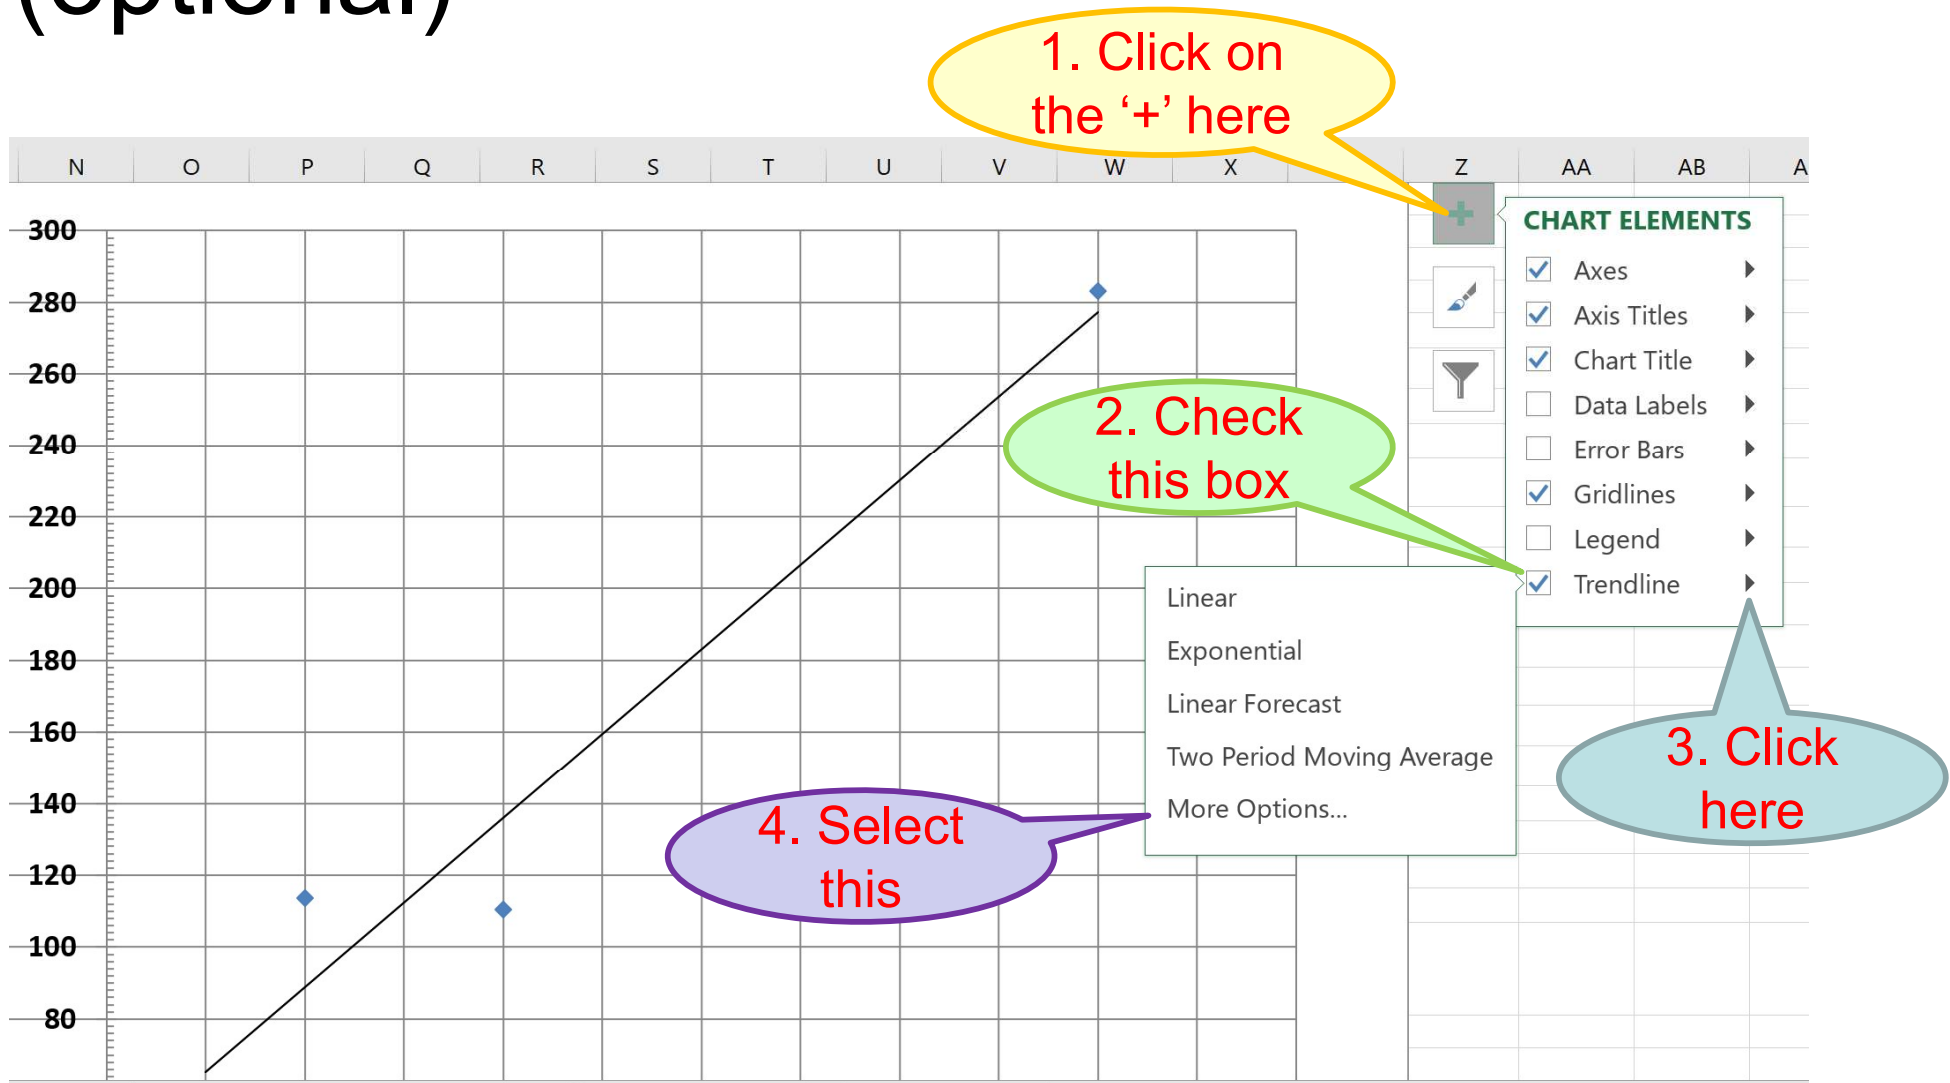 (optional)
1. Click on
the ‘+’ here
N O P Q R S T U V W X Z AA AB A
300
280
260
240
220
200
180
160
140
120
100
80
CHART ELEMENTS
Axes
Axis Titles
Chart Title
Data Labels
Error Bars
Gridlines
Legend
Trendline
2. Check
this box
Linear
Exponential
Linear Forecast
Two Period Moving Average
More Options...
3. Click
here
4. Select
this